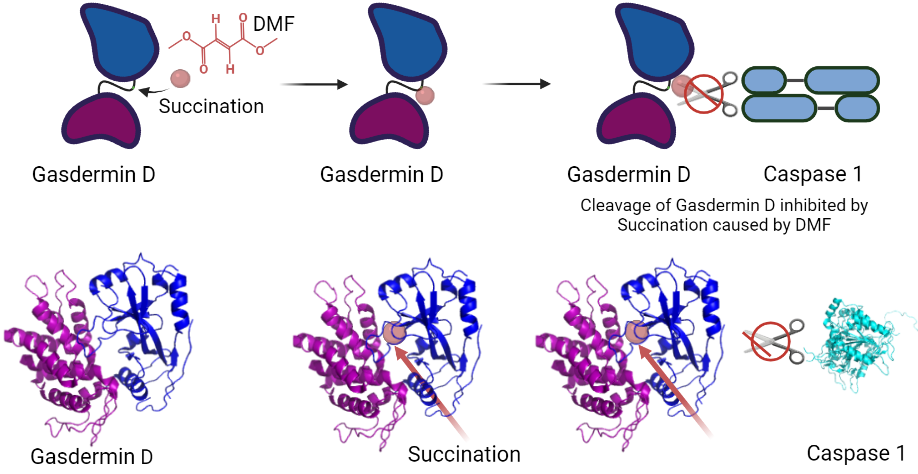 DMF
H
O
O
O
O
H
Succination
Gasdermin D
Gasdermin D
Gasdermin D
Caspase 1
Cleavage of Gasdermin D inhibited by
Succination caused by DMF
Gasdermin D
Succination
Caspase 1